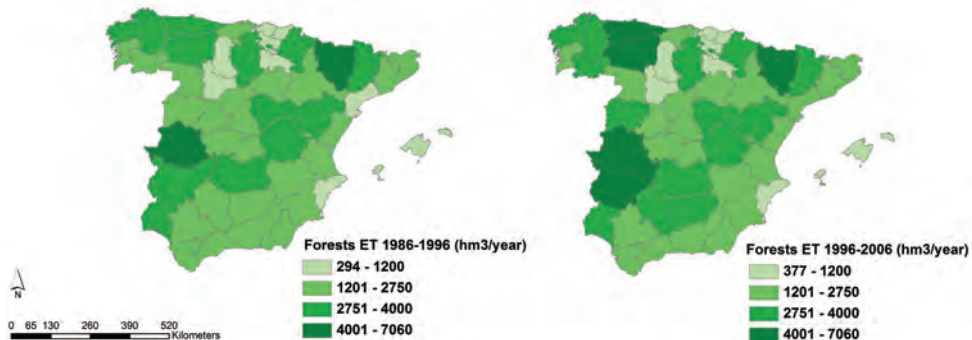 Forests ET 1986-1996 (hm3/year)
294 - 1200
1201 - 2750
2751 - 4000
4001 - 7060
Forests ET 1996-2006 (hm3/year)
377 - 1200
1201 - 2750
2751 - 4000
4001 - 7060
N
0 65 130 260 390 520
Kilometers